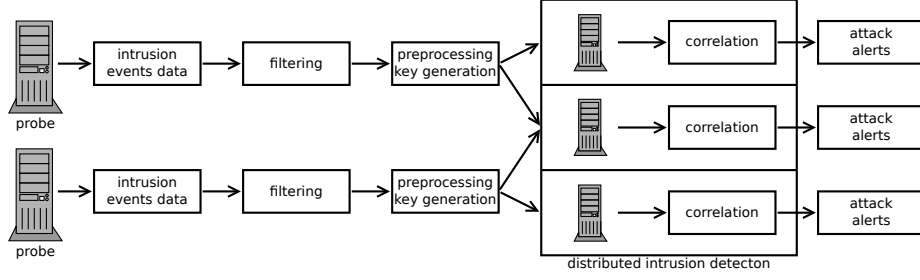 probe
intrusion
events data
filtering
preprocessing
key generation
probe
intrusion
events data
filtering
preprocessing
key generation
correlation
attack
alerts
correlation
attack
alerts
correlation
attack
alerts
distributed intrusion detecton